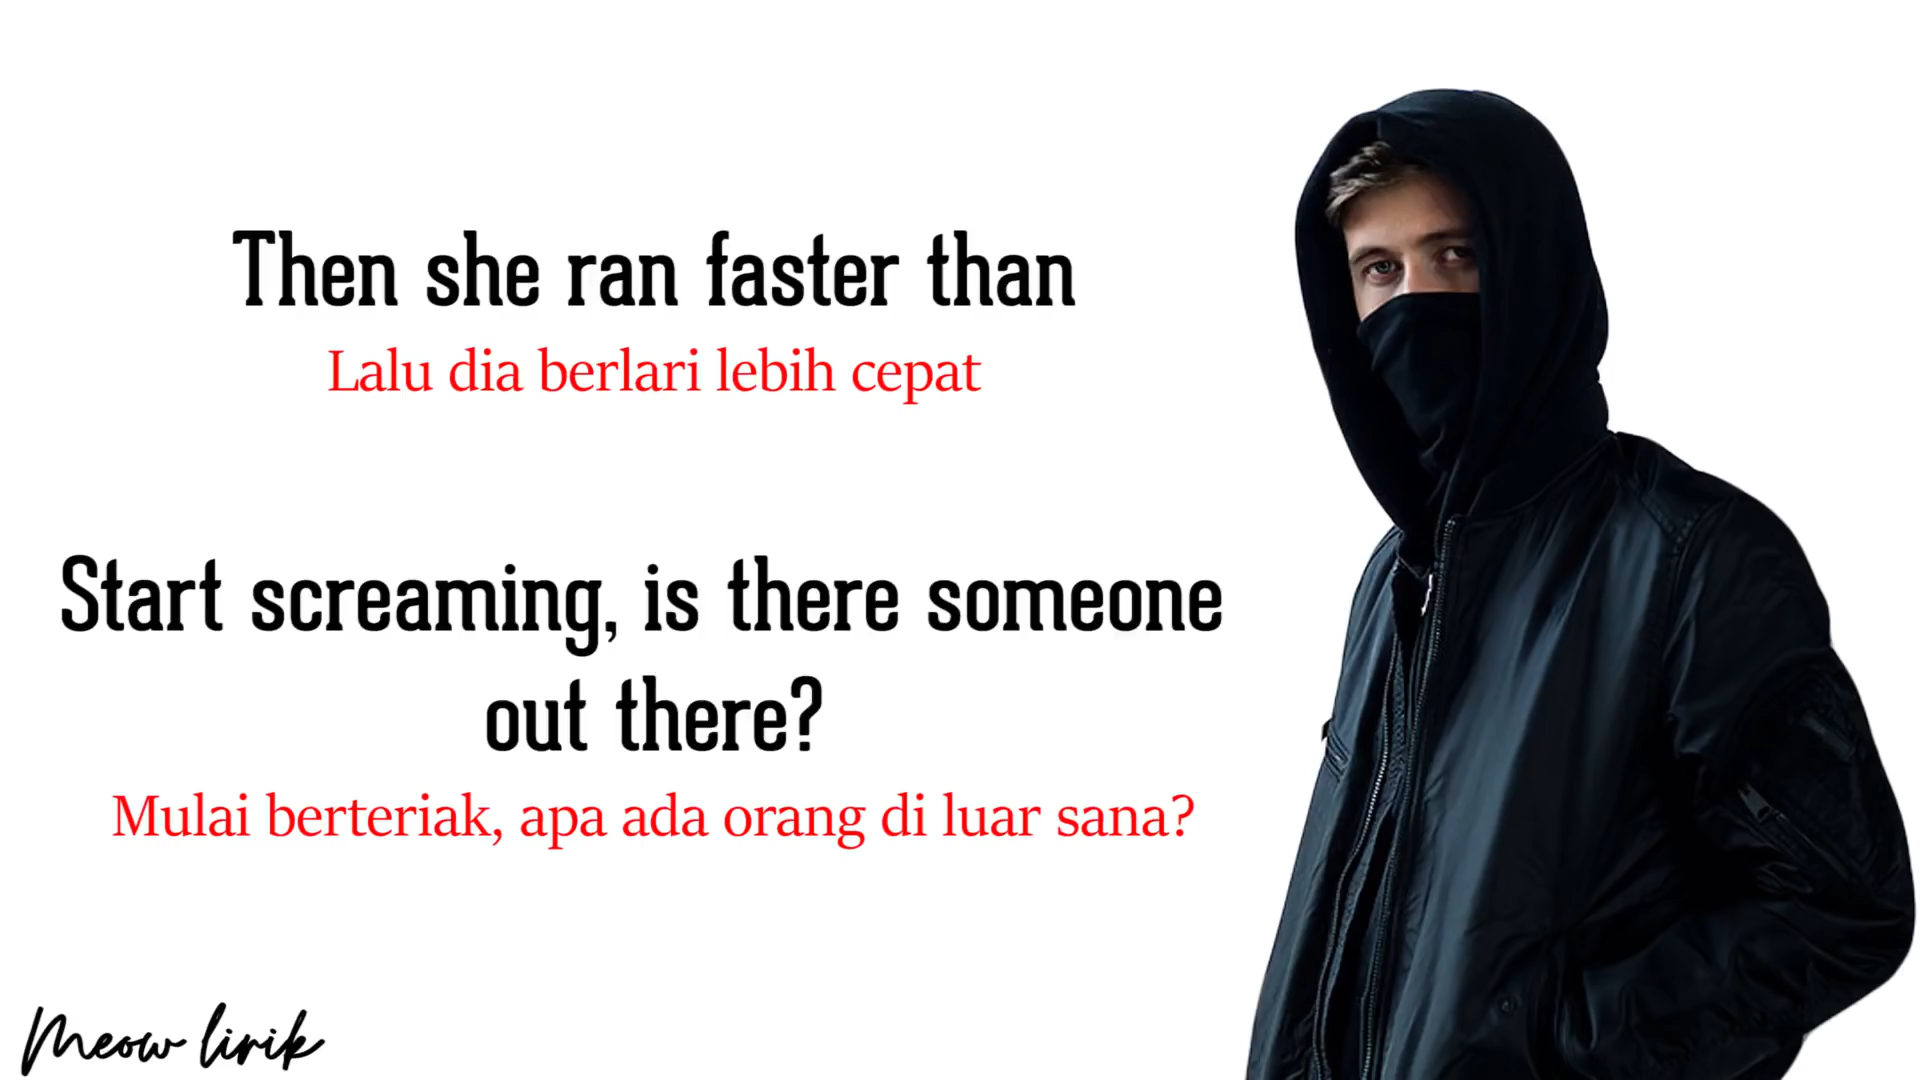 Then she ran faster than
Lalu dia berlari lebih cepat
Start screaming, is there someone
out there?
Mulai berteriak, apa ada orang di luar sana?
Meow lirik